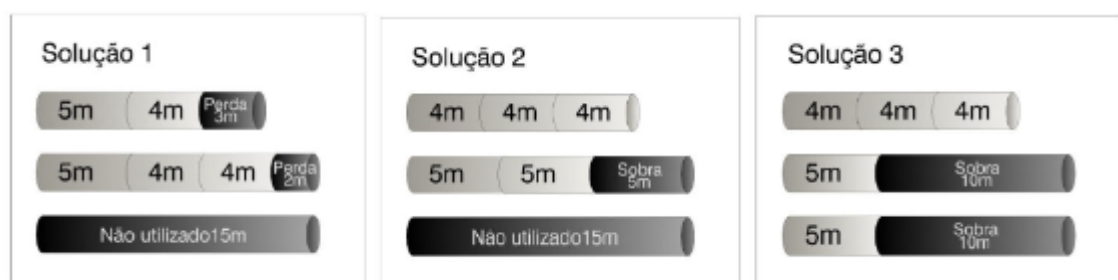 Solução 1
5m 4m Perda
3m
5m 4m 4m Perda
2m
Não utilizado15m
Solução 2
4m 4m 4m
5m 5m Sobra
5m
Não utilizado15m
Solução 3
4m 4m 4m
5m Sobra
10m
5m Sobra
10m